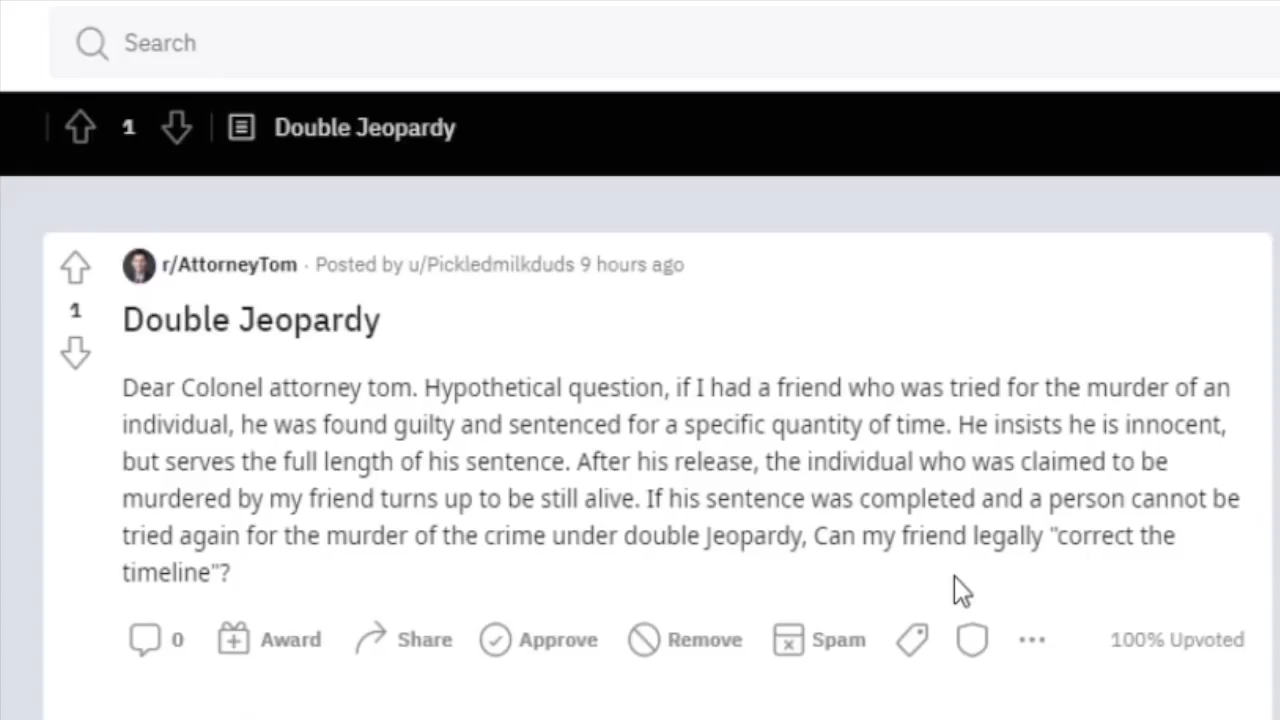 Search
1 Double Jeopardy
r/AttorneyTom · Posted by u/Pickledmilkduds 9 hours ago
1
Double Jeopardy
Dear Colonel attorney tom. Hypothetical question, if I had a friend who was tried for the murder of an
individual, he was found guilty and sentenced for a specific quantity of time. He insists he is innocent,
but serves the full length of his sentence. After his release, the individual who was claimed to be
murdered by my friend turns up to be still alive. If his sentence was completed and a person cannot be
tried again for the murder of the crime under double Jeopardy, Can my friend legally "correct the
timeline"?
0 Award Share Approve Remove Spam ... 100% Upvoted